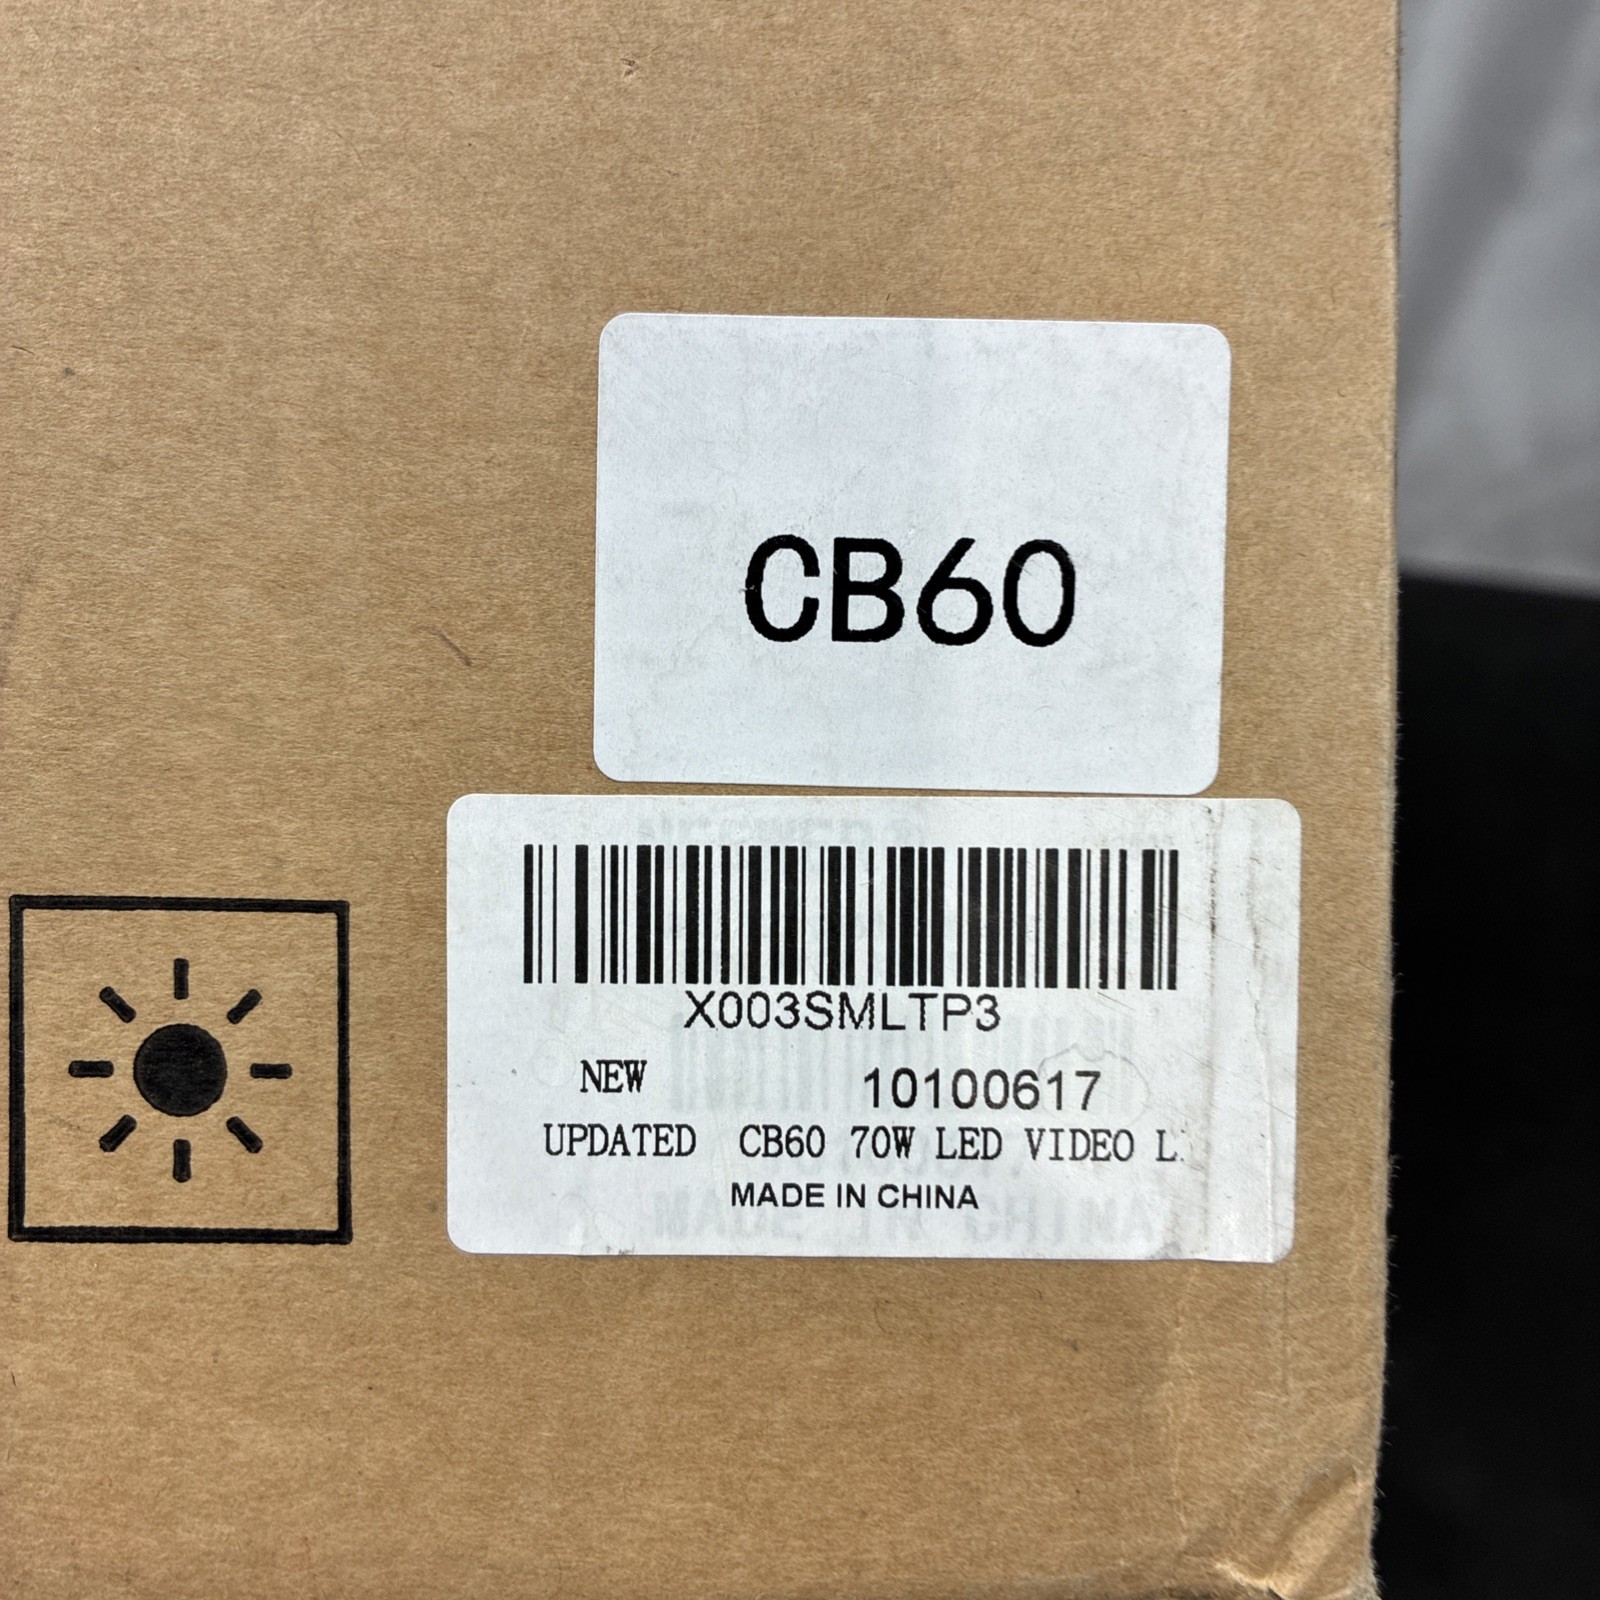 CB60
X003SMLTP3
NEW 10100617
UPDATED CB60 70W LED VIDEO L
MADE IN CHINA